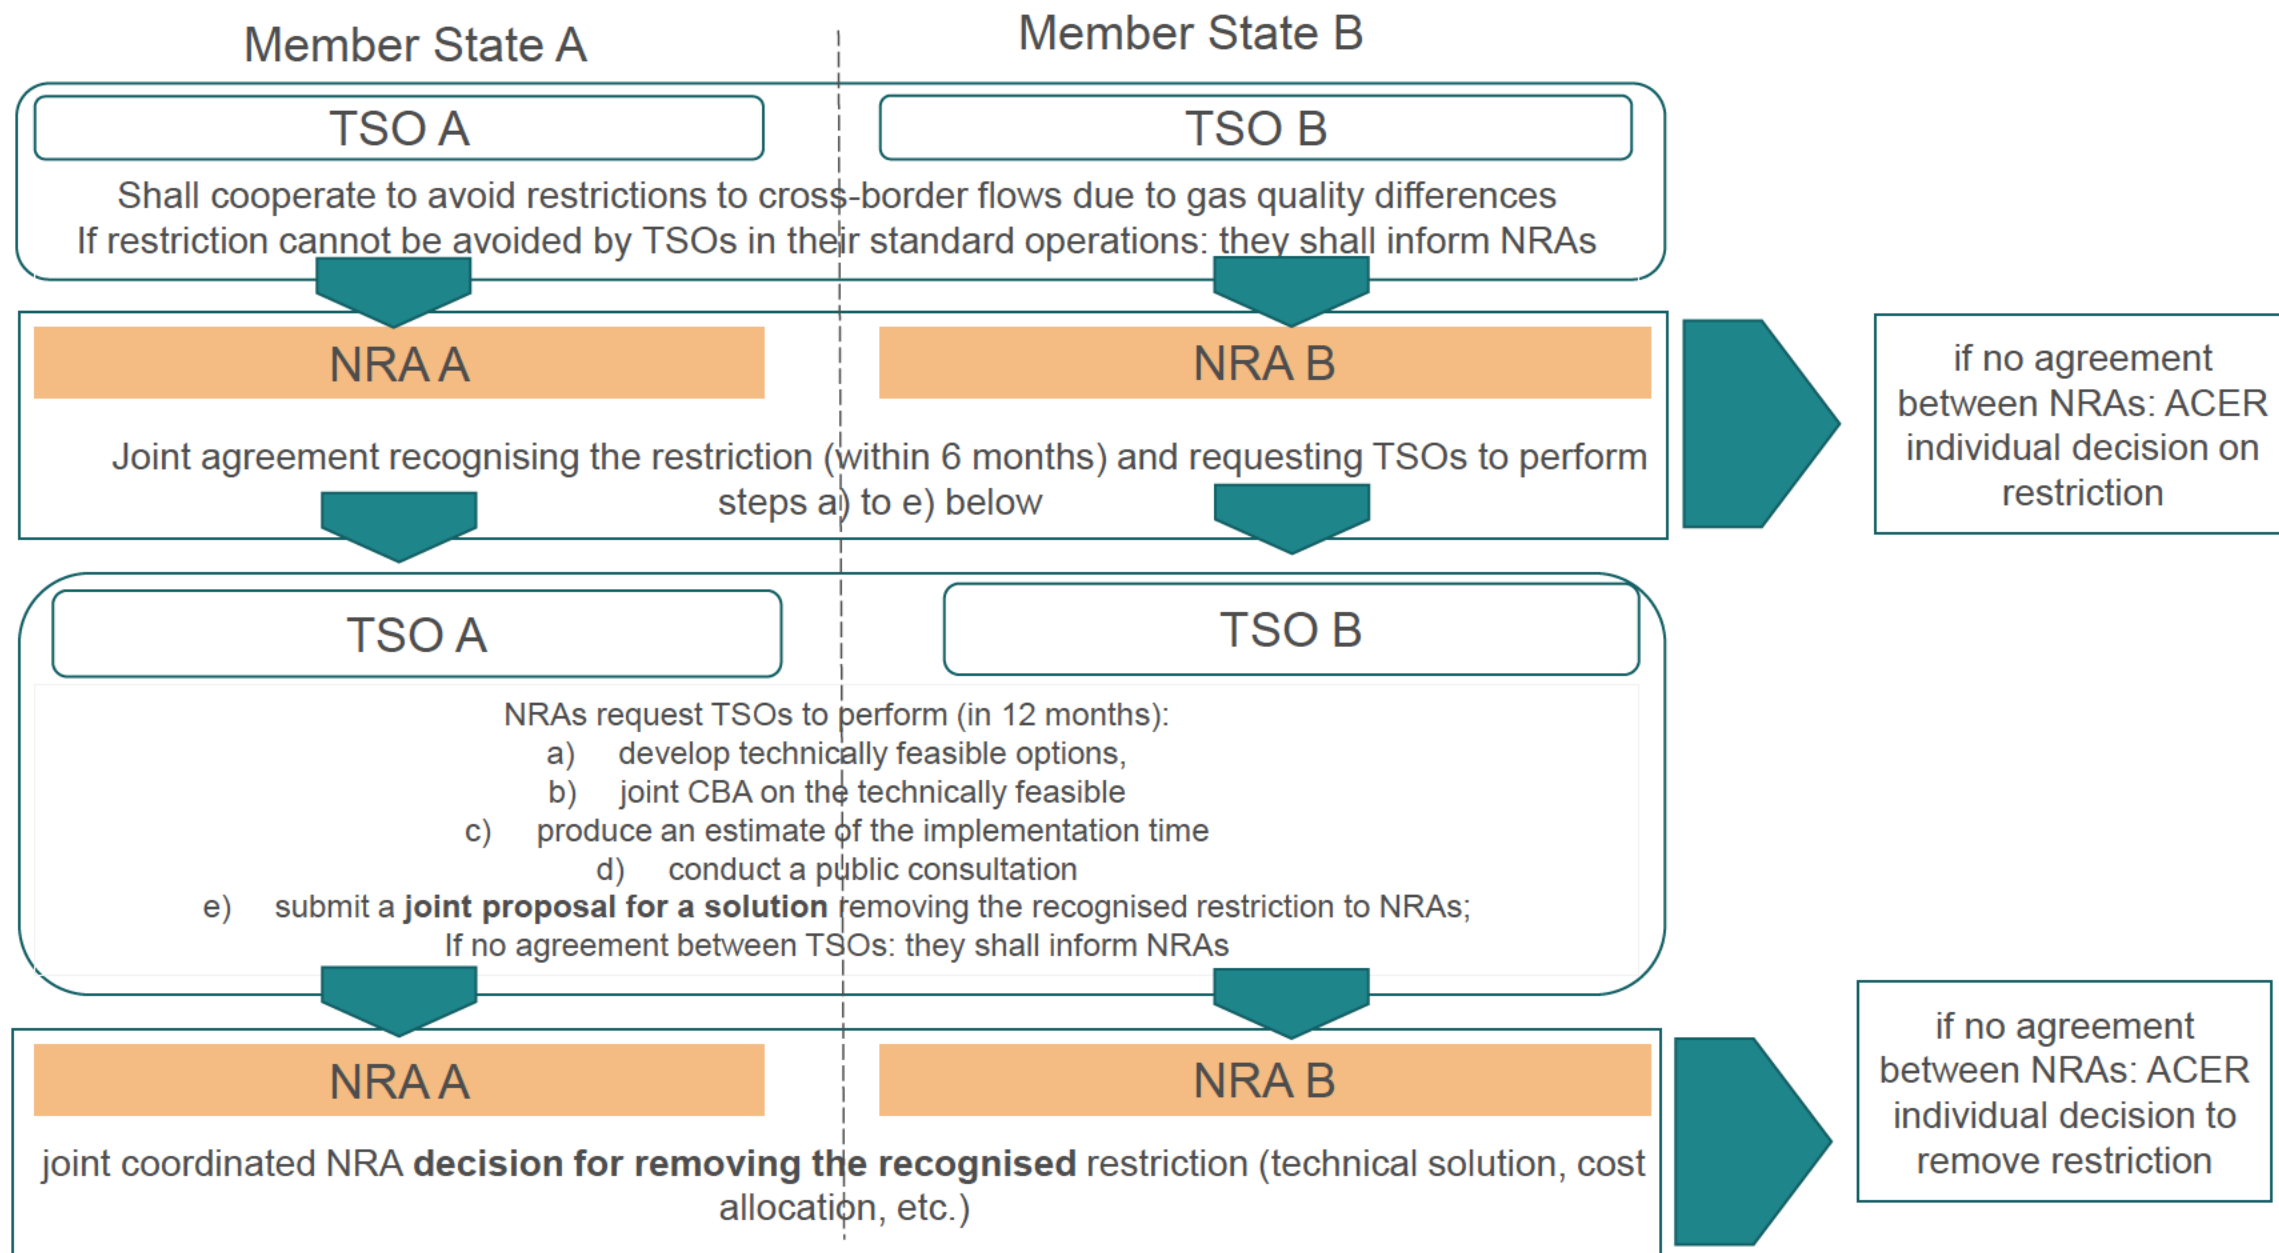 Member State A
Member State B
TSO A
TSO B
Shall cooperate to avoid restrictions to cross-border flows due to gas quality differences
If restriction cannot be avoided by TSOs in their standard operations: they shall inform NRAs
NRA A
NRA B
Joint agreement recognising the restriction (within 6 months) and requesting TSOs to perform
steps a) to e) below
if no agreement
between NRAs: ACER
individual decision on
restriction
TSO A
TSO B
NRAs request TSOs to perform (in 12 months):
a) develop technically feasible options,
b) joint CBA on the technically feasible
c) produce an estimate of the implementation time
d) conduct a public consultation
e) submit a joint proposal for a solution removing the recognised restriction to NRAs;
If no agreement between TSOs: they shall inform NRAs
NRA A
NRA B
joint coordinated NRA decision for removing the recognised restriction (technical solution, cost
allocation, etc.)
if no agreement
between NRAs: ACER
individual decision to
remove restriction